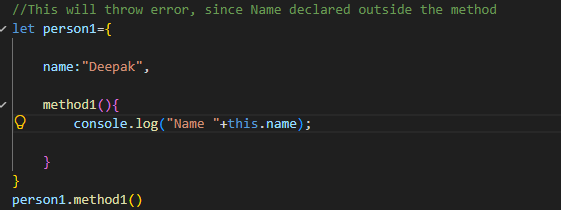 //This will throw error, since Name declared outside the method
let person1={
name:"Deepak",
method1(){
console.log("Name "+this.name);
}
}
person1.method1()